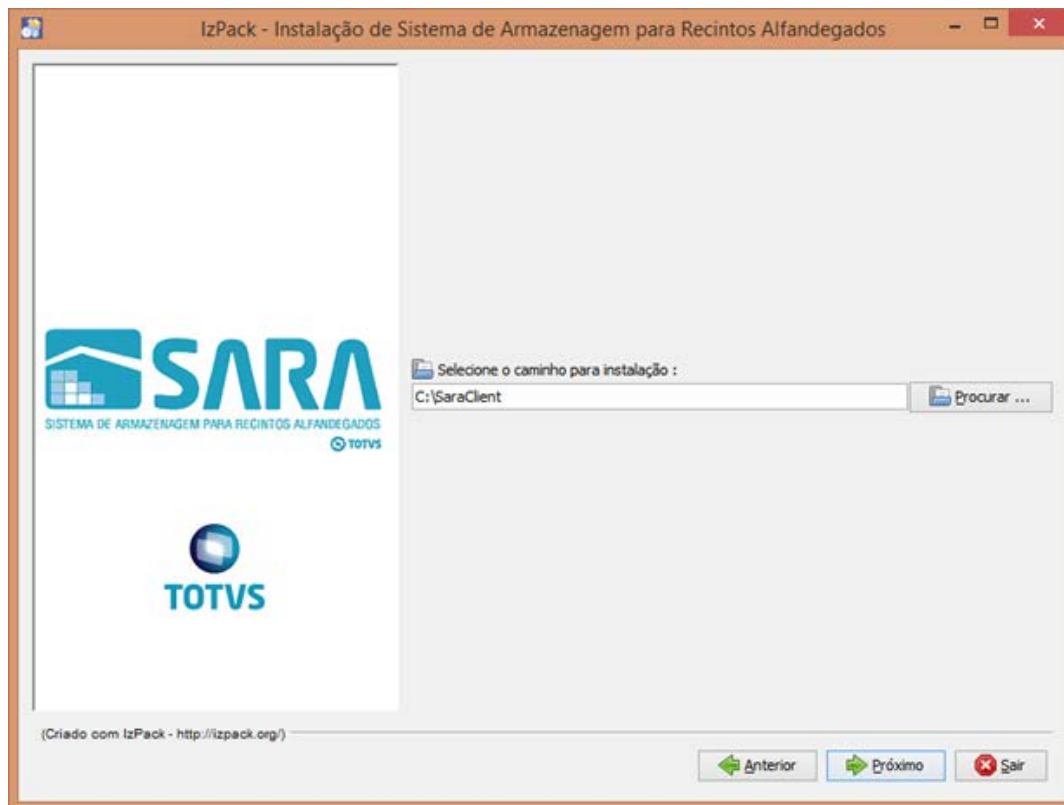 IzPack - Instalação de Sistema de Armazenagem para Recintos Alfandegados
SARA
SISTEMA DE ARMAZENAGEM PARA RECINTOS ALFANDEGADOS
TOTVS
TOTVS
Selecione o caminho para instalação :
C:\SaraClient
Procurar ...
(Criado com IzPack - http://izpack.org/)
Anterior
Próximo
Sair